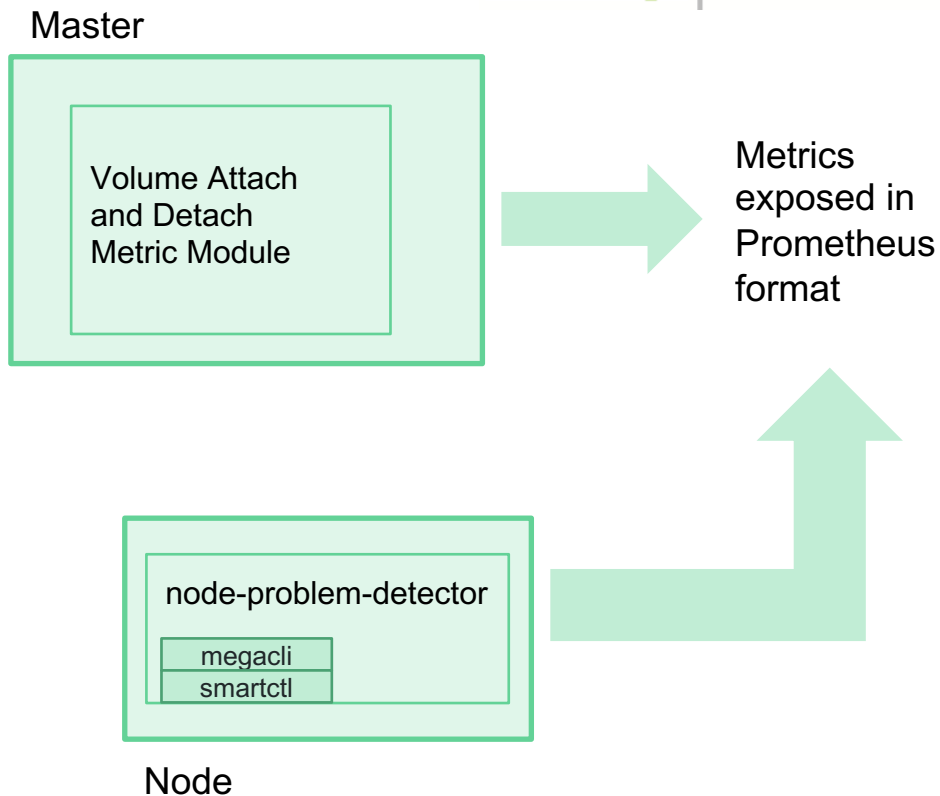 Master
Volume Attach
and Detach
Metric Module
Metrics
exposed in
Prometheus
format
node-problem-detector
megacli
smartctl
Node